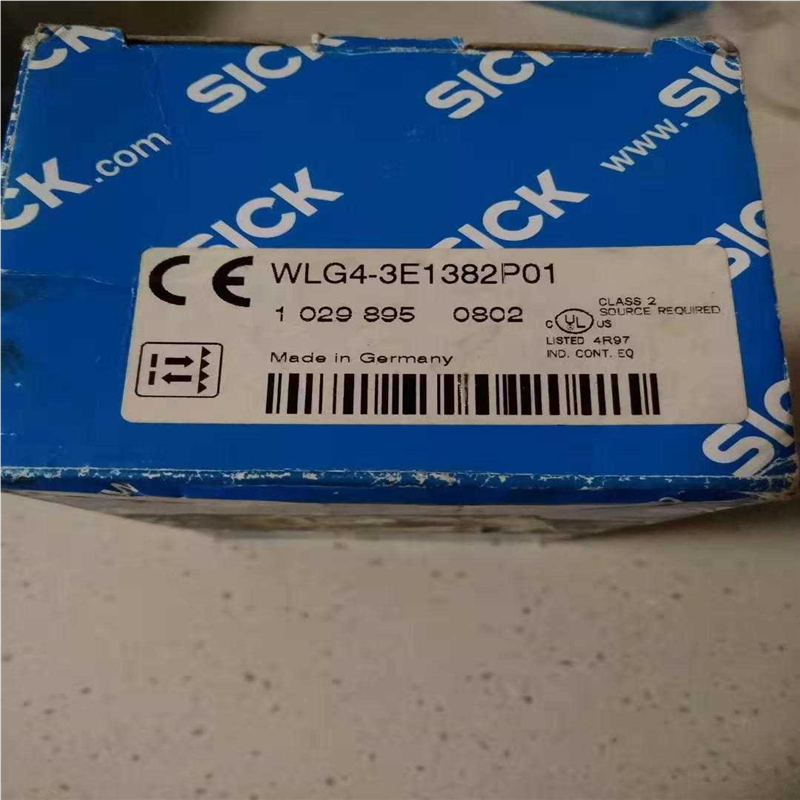 SICK
SICK
www.SICK
SICK.com
SICK
SICK
WLG4-3E1382P01
1 029 895 0802
Made in Germany
CLASS 2
SOURCE REQUIRED
C UL US
LISTED 4R97
IND. CONT. EQ
SICK